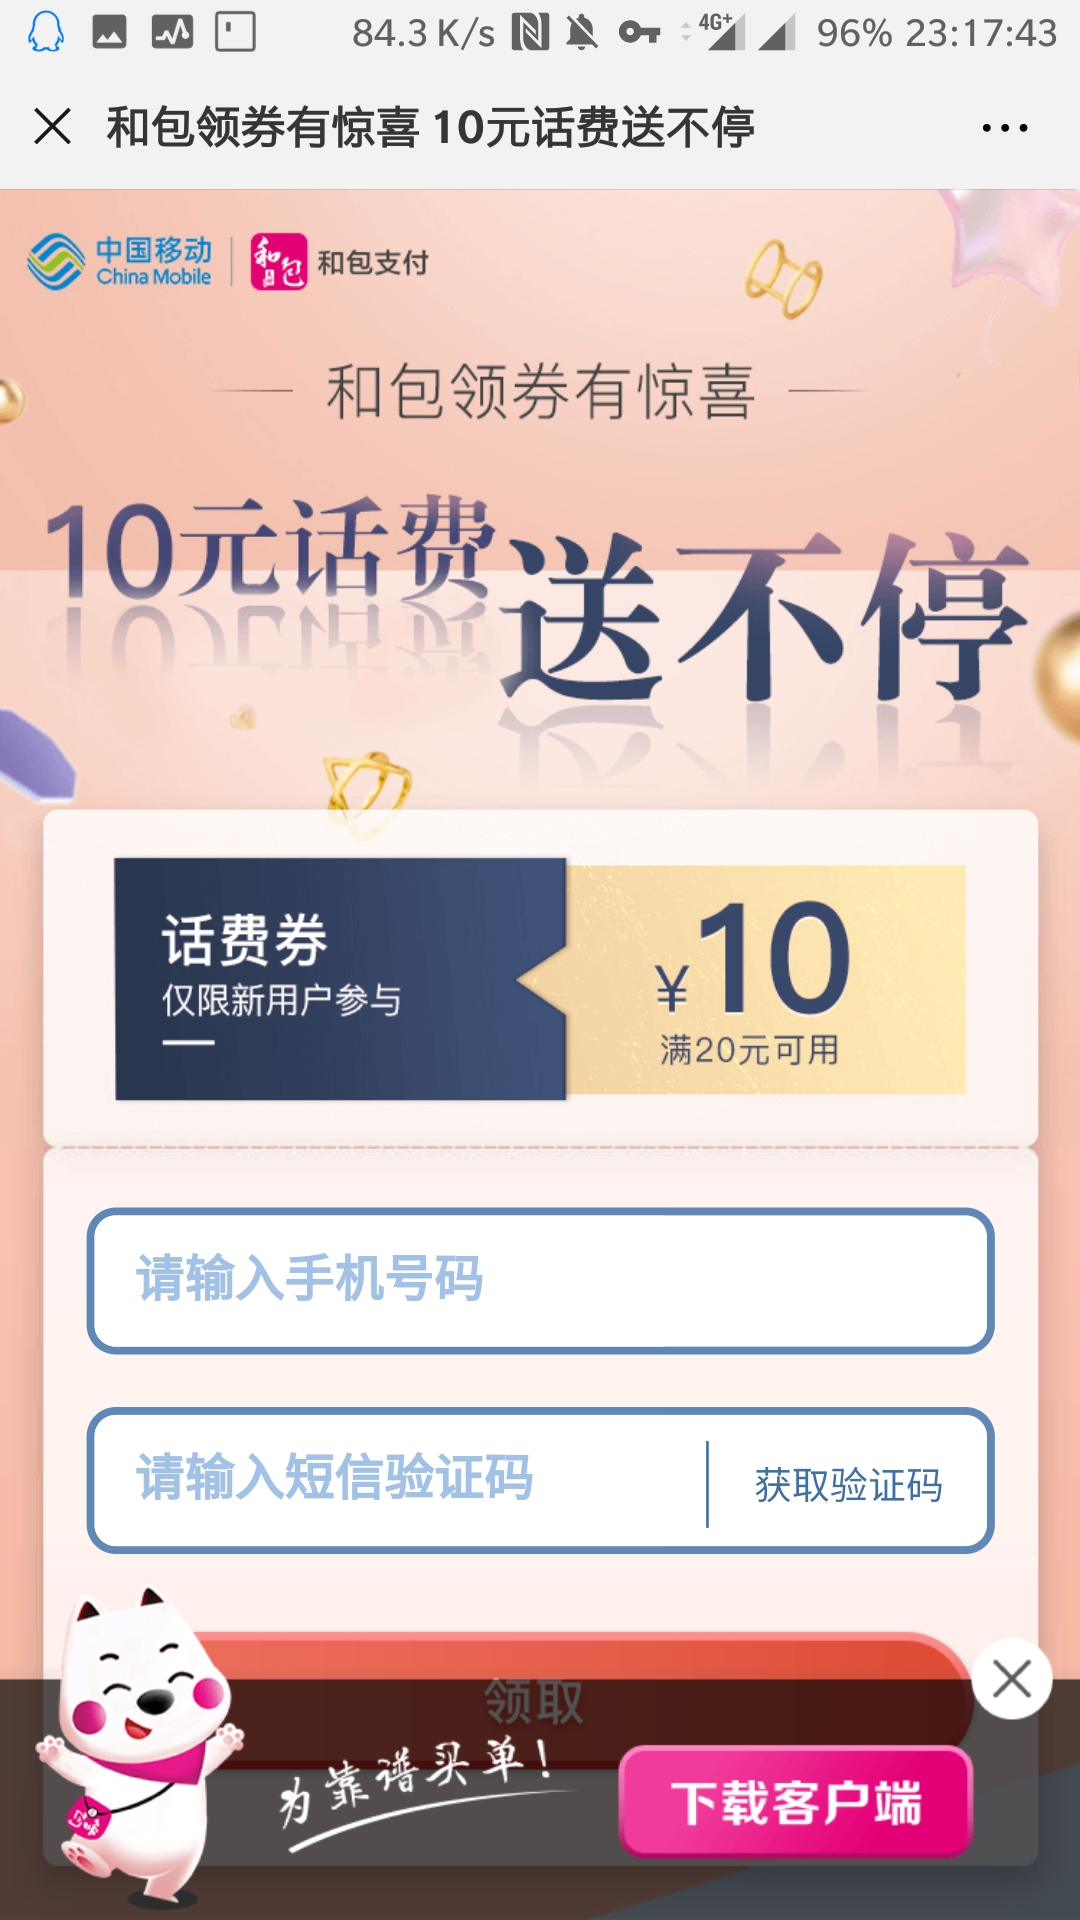 84.3 K/s 4G+ 96% 23:17:43
和包领券有惊喜 10元话费送不停
中国移动
China Mobile
和包
和包支付
和包领券有惊喜
10元话费送不停
话费券
仅限新用户参与
¥10
满20元可用
请输入手机号码
请输入短信验证码
获取验证码
领取
为靠谱买单！
下载客户端